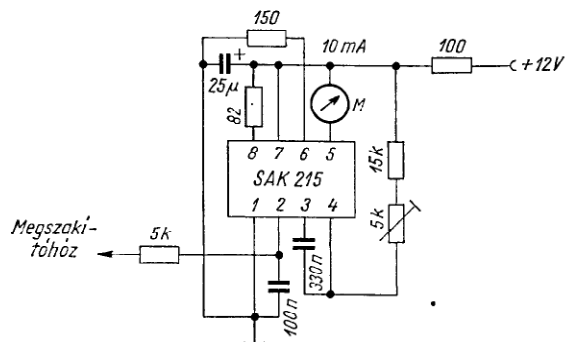 150
10 mA
100
+12V
+
25µ
82
M
8 7 6 5
SAK 215
1 2 3 4
15k
5k
Megszakí-
tóhóz
5k
100n
330n